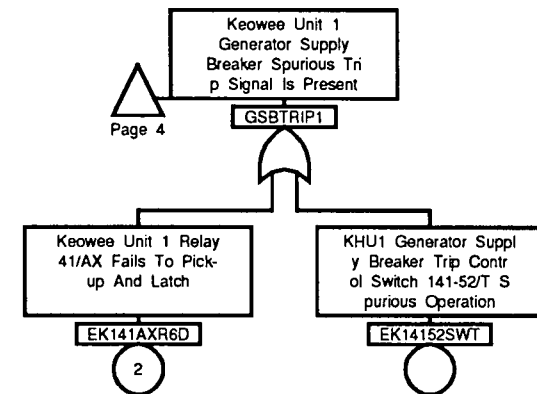 Keowee Unit 1
Generator Supply
Breaker Spurious Tri
p Signal Is Present
Page 4
GSBTRIP1
Keowee Unit 1 Relay
41/AX Fails To Pick-
up And Latch
EK141AXR6D
2
KHU1 Generator Suppl
y Breaker Trip Contr
ol Switch 141-52/T S
purious Operation
EK14152SWT